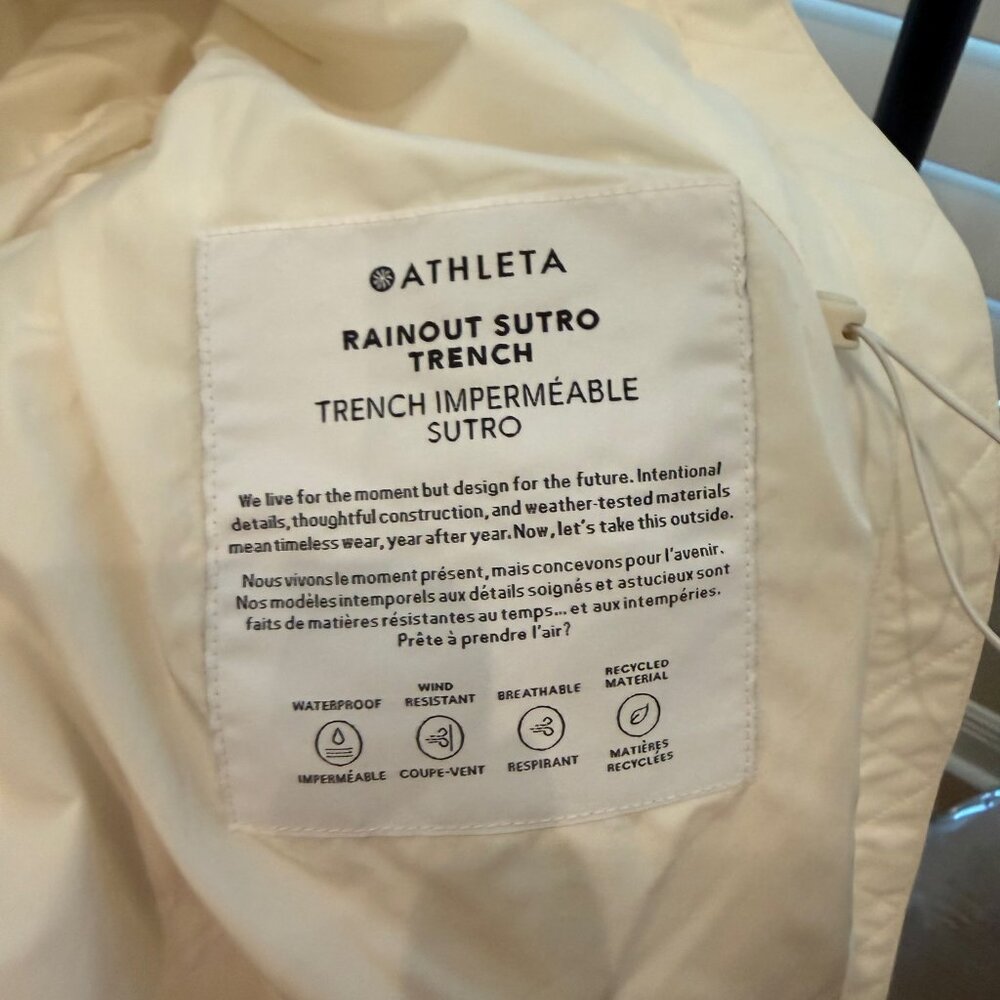 ATHLETA
RAINOUT SUTRO
TRENCH
TRENCH IMPERMÉABLE
SUTRO
We live for the moment but design for the future. Intentional
details, thoughtful construction, and weather-tested materials
mean timeless wear, year after year. Now, let's take this outside.
Nous vivons le moment présent, mais concevons pour l'avenir.
Nos modèles intemporels aux détails soignés et astucieux sont
faits de matières résistantes au temps... et aux intempéries.
Prête à prendre l'air?
WATERPROOF
IMPERMÉABLE
WIND
RESISTANT
COUPE-VENT
BREATHABLE
RESPIRANT
RECYCLED
MATERIAL
MATIÈRES
RECYCLÉES